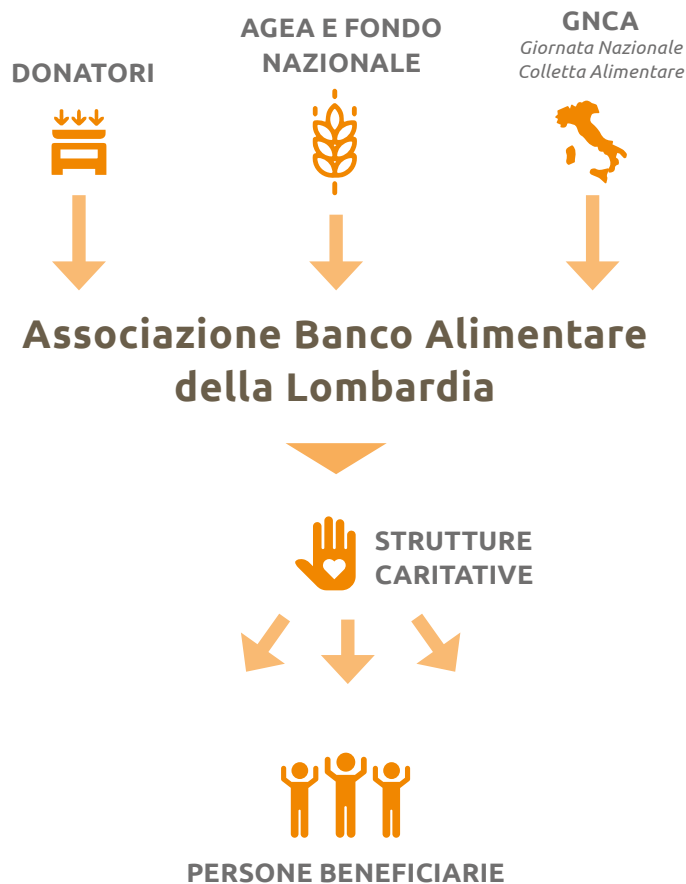 DONATORI
AGEA E FONDO
NAZIONALE
GNCA
Giornata Nazionale
Colletta Alimentare
Associazione Banco Alimentare
della Lombardia
STRUTTURE
CARITATIVE
PERSONE BENEFICIARIE